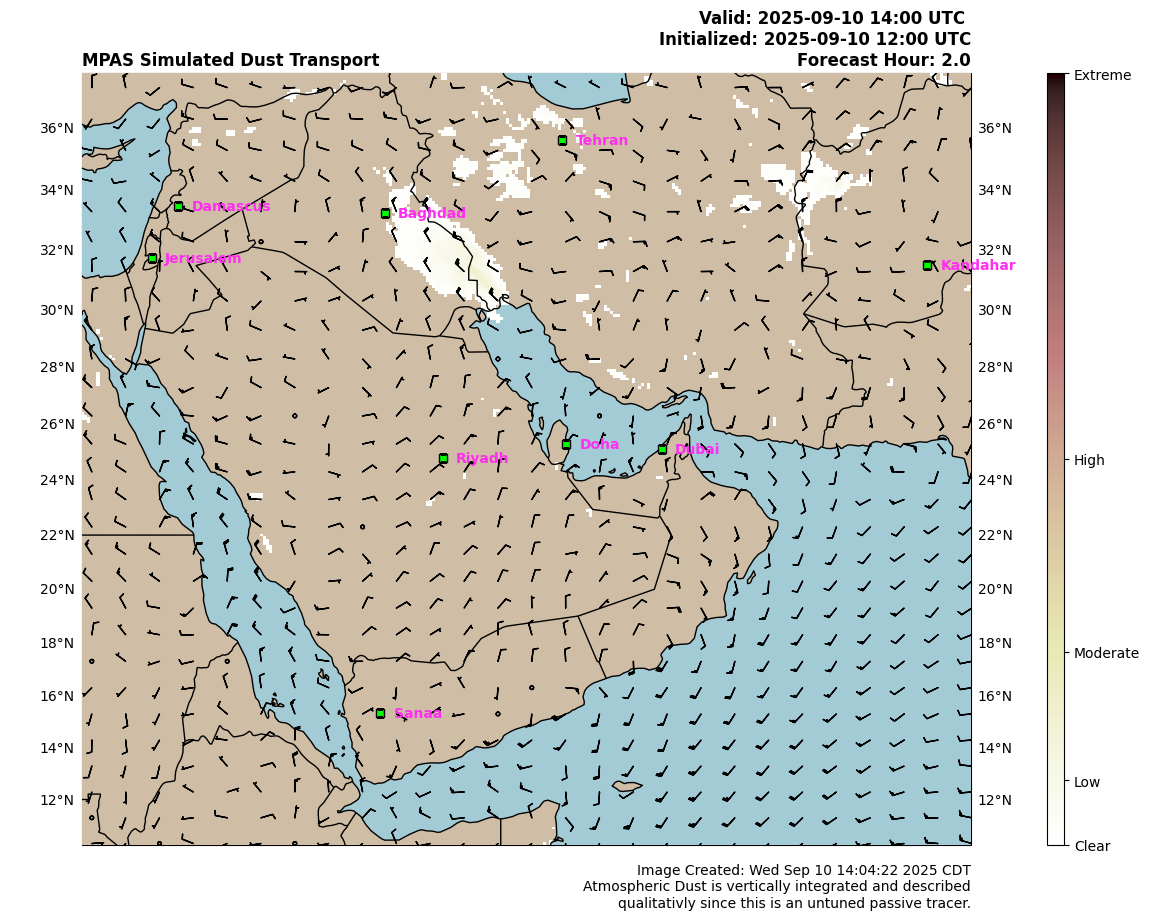 Valid: 2025-09-10 14:00 UTC
Initialized: 2025-09-10 12:00 UTC
MPAS Simulated Dust Transport
Forecast Hour: 2.0
Extreme
36°N
36°N
Tehran
34°N
34°N
Damascus
Baghdad
32°N
32°N
Jerusalem
Kandahar
30°N
30°N
28°N
28°N
26°N
26°N
Doha
Dubai
Riyadh
High
24°N
24°N
22°N
22°N
20°N
20°N
18°N
18°N
Moderate
16°N
16°N
Sanaa
14°N
14°N
Low
12°N
12°N
Clear
Image Created: Wed Sep 10 14:04:22 2025 CDT
Atmospheric Dust is vertically integrated and described
qualitativly since this is an untuned passive tracer.